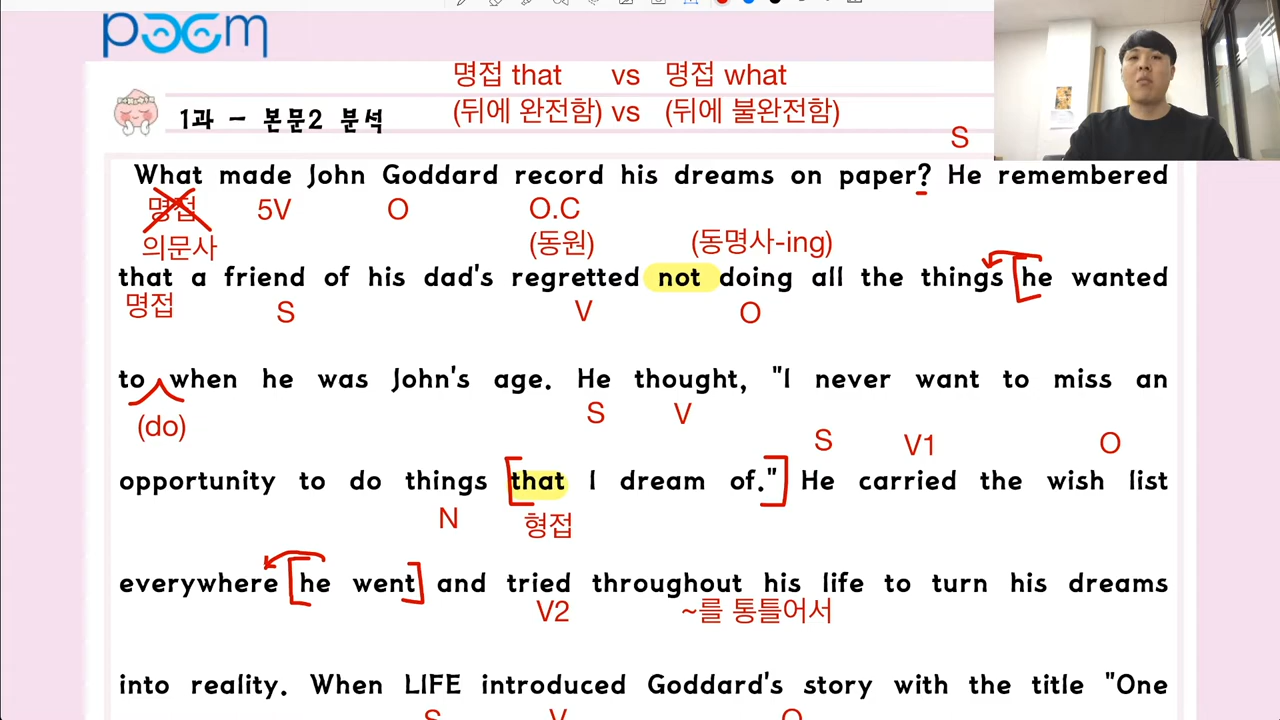 poem
명접 that vs 명접 what
(뒤에 완전함) vs (뒤에 불완전함)
1과 - 본문2 분석
S
What made John Goddard record his dreams on paper? He remembered
명접 5V O O.C
의문사 (동원) (동명사-ing)
that a friend of his dad's regretted not doing all the things [he wanted
명접 S V O
to when he was John's age. He thought, "I never want to miss an
(do) S V
S V1 O
opportunity to do things [that I dream of."] He carried the wish list
N 형접
everywhere [he went] and tried throughout his life to turn his dreams
V2 ~를 통틀어서
into reality. When LIFE introduced Goddard's story with the title "One
S V O